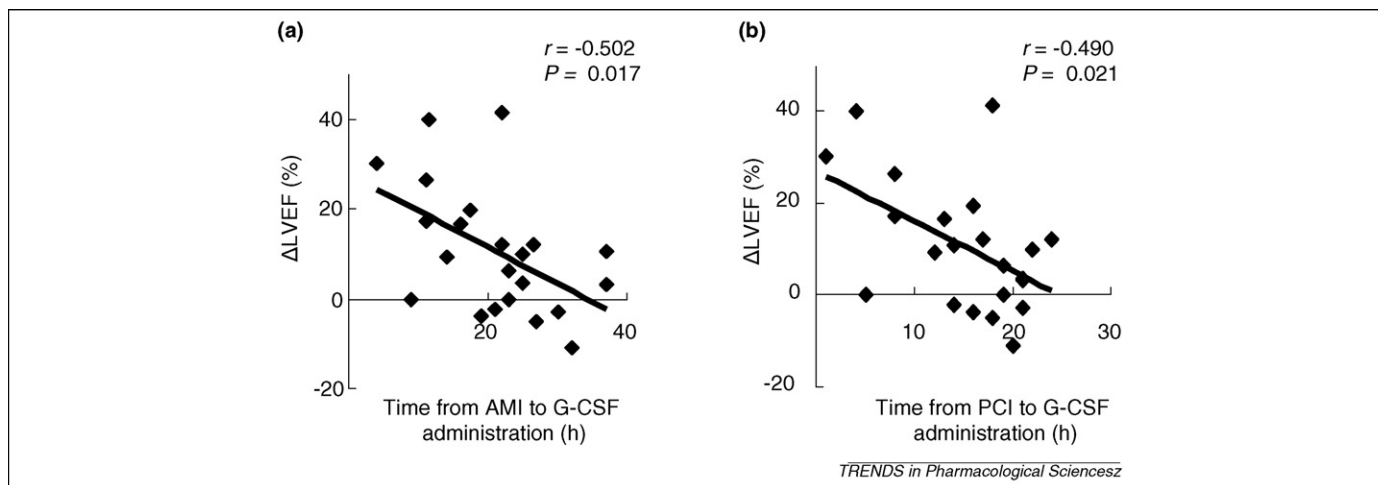 (a)
r = -0.502
P = 0.017
40
20
0
-20
20
40
ΔLVEF (%)
Time from AMI to G-CSF
administration (h)
(b)
r = -0.490
P = 0.021
40
20
0
-20
10
20
30
ΔLVEF (%)
Time from PCI to G-CSF
administration (h)
TRENDS in Pharmacological Sciencesz